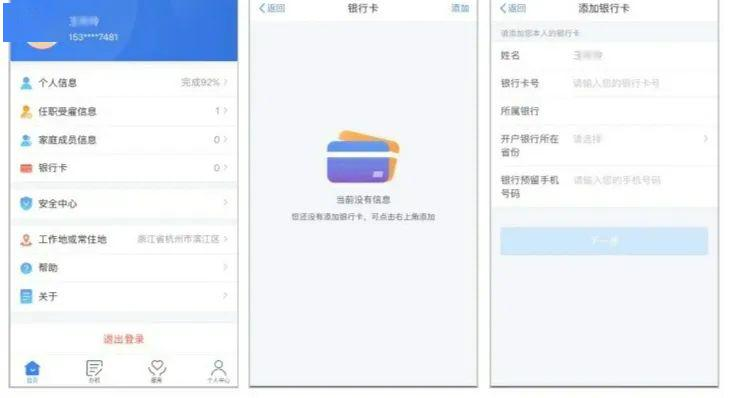 153****7481
个人信息
完成92%
任职受雇信息
1
家庭成员信息
0
银行卡
0
安全中心
工作地或常住地
浙江省杭州市滨江区
帮助
关于
退出登录
首页
办税
服务
个人中心
返回
银行卡
添加
当前没有信息
您还没有添加银行卡，可点击右上角添加
返回
添加银行卡
请添加您本人的银行卡
姓名
银行卡号
请输入您的银行卡号
所属银行
开户银行所在
省份
请选择
银行预留手机
号码
请输入您的手机号码
下一步